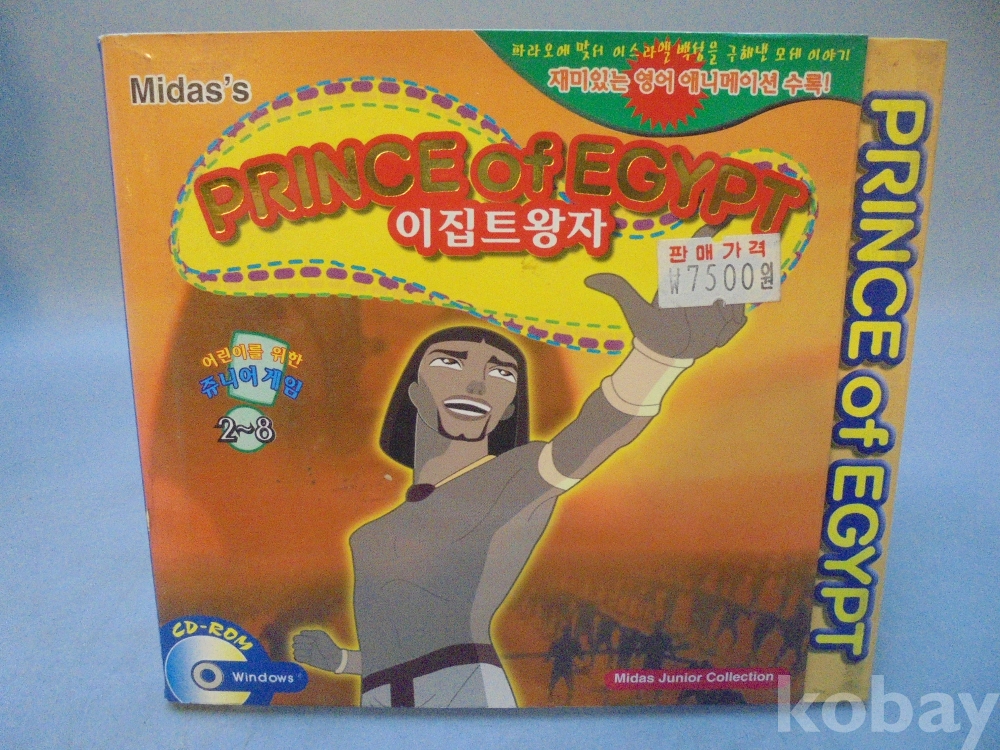 파라오에 맞서 이스라엘 백성을 구해낸 모세 이야기
재미있는 영어 애니메이션 수록!
Midas's
PRINCE of EGYPT
이집트왕자
판매가격
₩7500원
어린이를 위한
쥬니어게임
2~8
CD-ROM
Windows
Midas Junior Collection
PRINCE of EGYPT
kobay